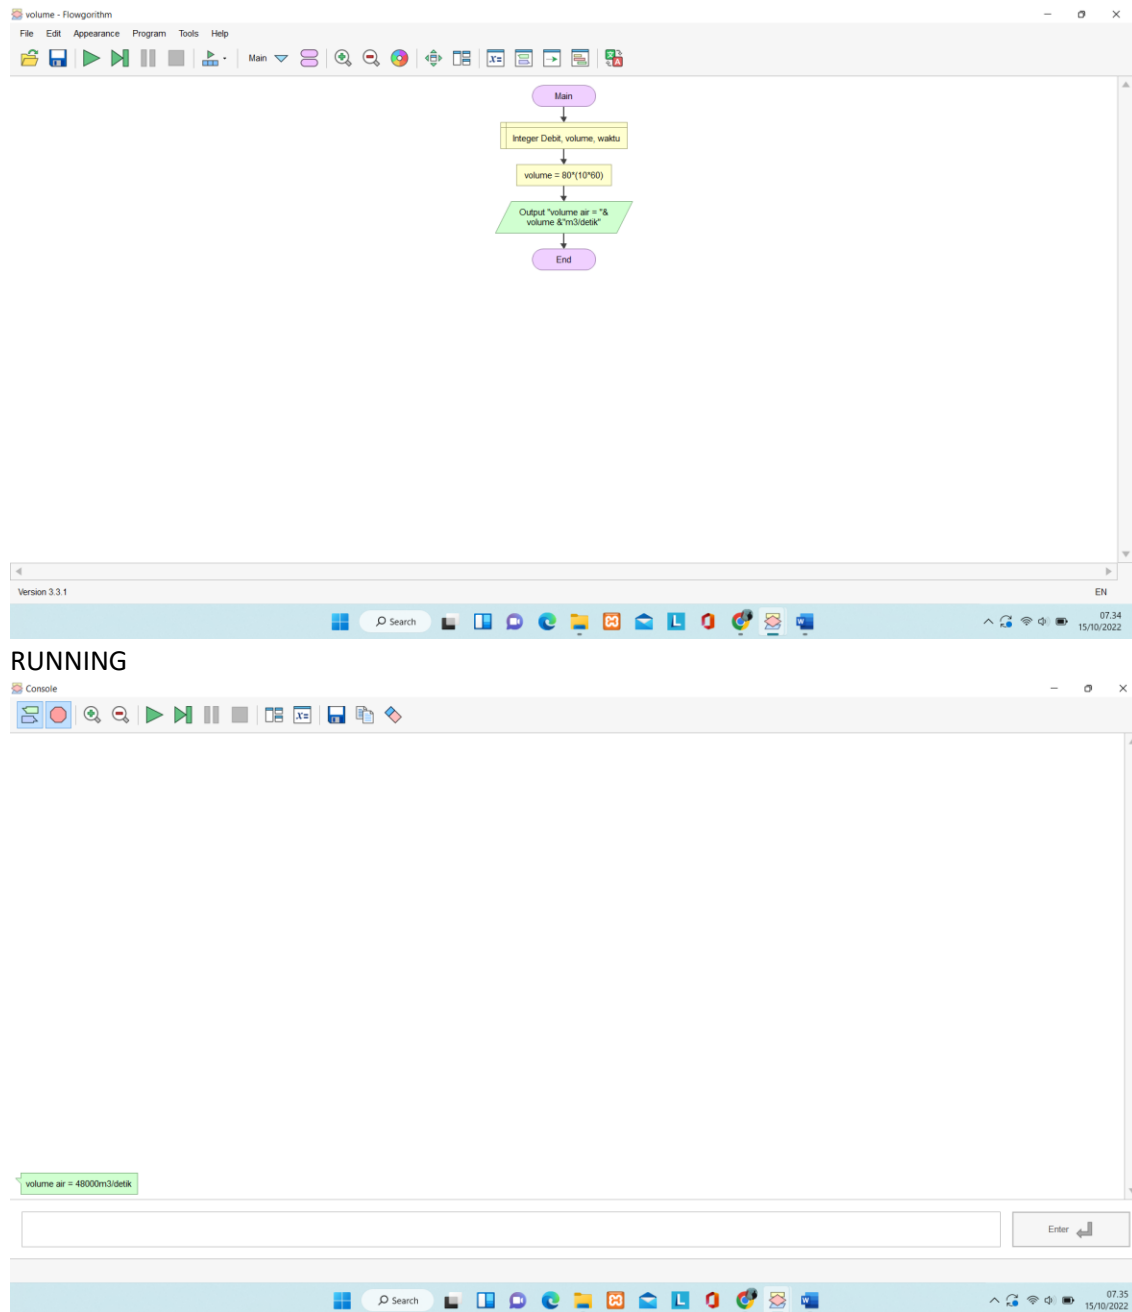 volume - Flowgorithm
File Edit Appearance Program Tools Help
Main
Main
Integer Debit, volume, waktu
volume = 80*(10*60)
Output "volume air = "&
volume &"m3/detik"
End
Version 3.3.1
EN
Search
07.34
15/10/2022
RUNNING
Console
volume air = 48000m3/detik
Enter
Search
07.35
15/10/2022